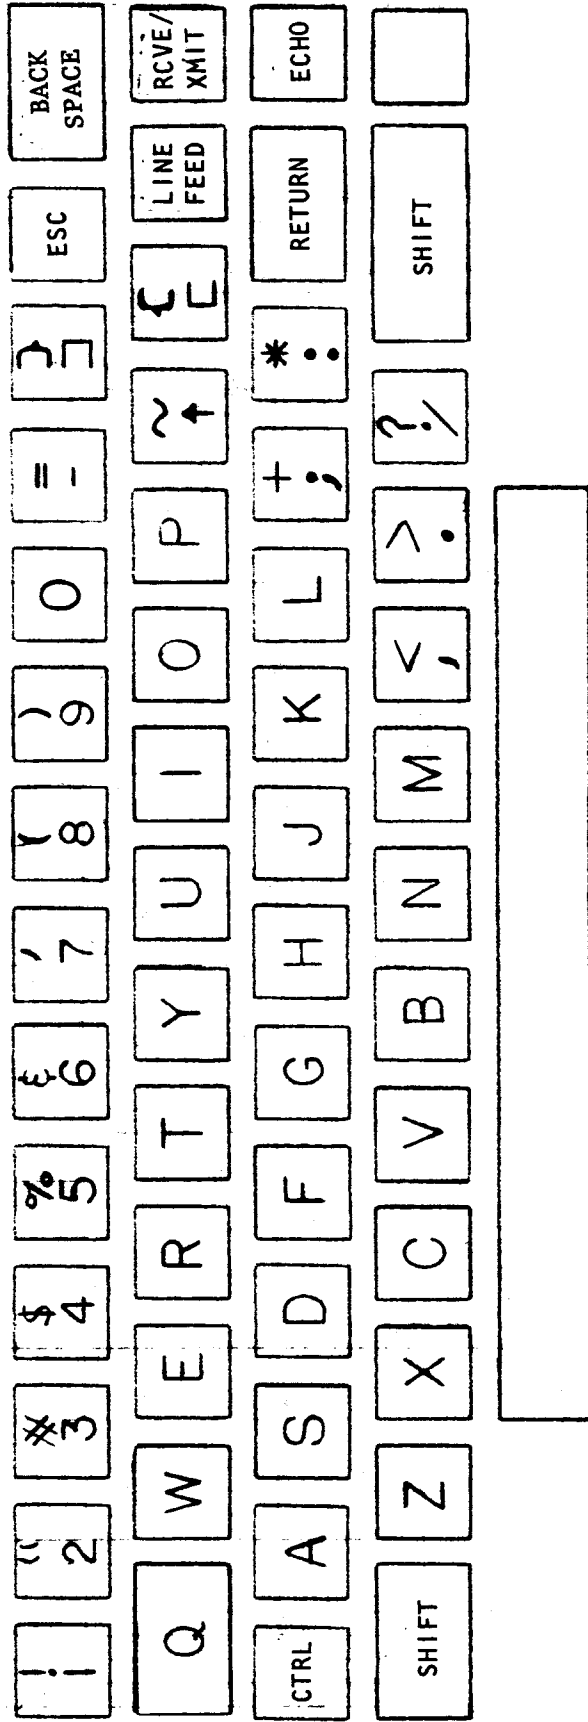 ! 1 " 2 # 3 $ 4 % 5 & 6 ' 7 ( 8 ) 9 0 = - } ] ESC BACK SPACE
Q W E R T Y U I O P ~ ↑ { [ LINE FEED RCVE/ XMIT
CTRL A S D F G H J K L + ; * : RETURN ECHO
SHIFT Z X C V B N M < , > . ? / SHIFT